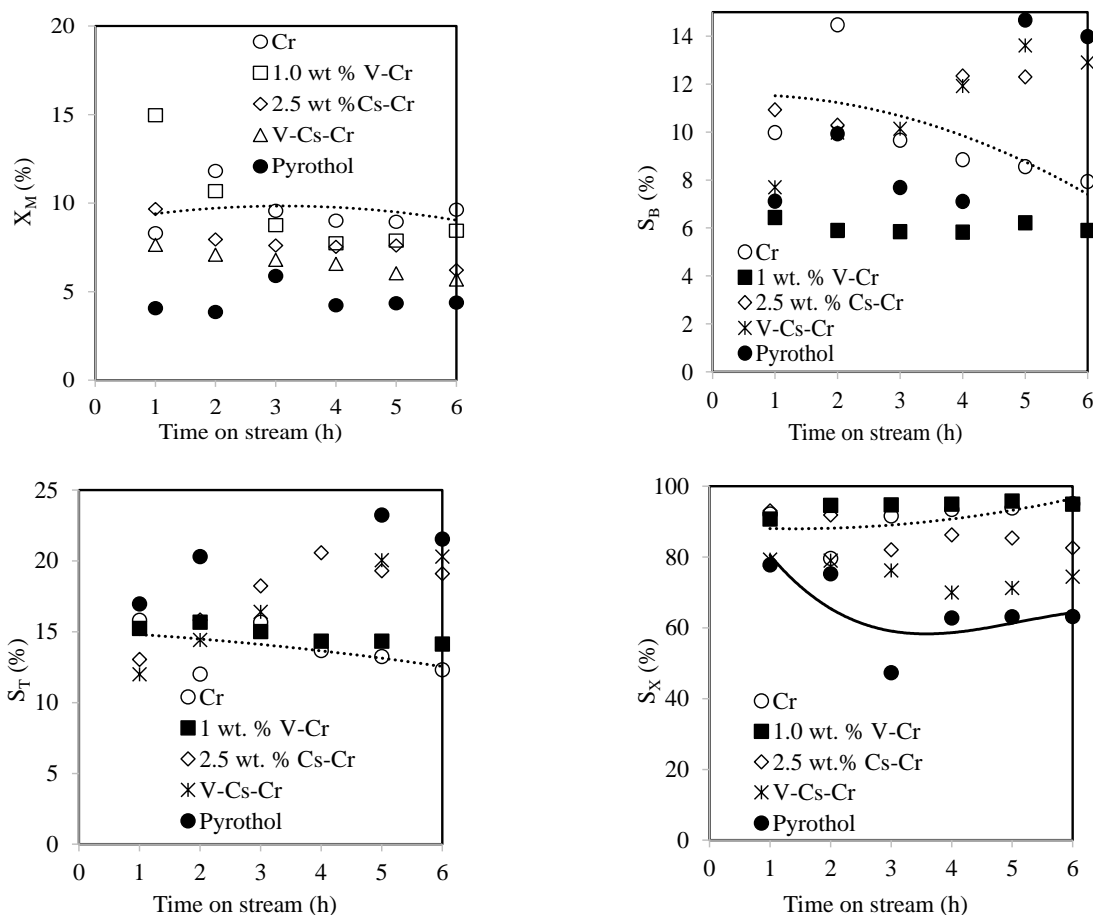 20
15
10
5
0
X_M (%)
Cr
1.0 wt % V-Cr
2.5 wt %Cs-Cr
V-Cs-Cr
Pyrothol
0 1 2 3 4 5 6
Time on stream (h)
14
12
10
8
6
4
2
0
S_B (%)
Cr
1 wt. % V-Cr
2.5 wt. % Cs-Cr
V-Cs-Cr
Pyrothol
0 1 2 3 4 5 6
Time on stream (h)
25
20
15
10
5
0
S_T (%)
Cr
1 wt. % V-Cr
2.5 wt. % Cs-Cr
V-Cs-Cr
Pyrothol
0 1 2 3 4 5 6
Time on stream (h)
100
80
60
40
20
0
S_X (%)
Cr
1.0 wt. % V-Cr
2.5 wt.% Cs-Cr
V-Cs-Cr
Pyrothol
0 1 2 3 4 5 6
Time on stream (h)